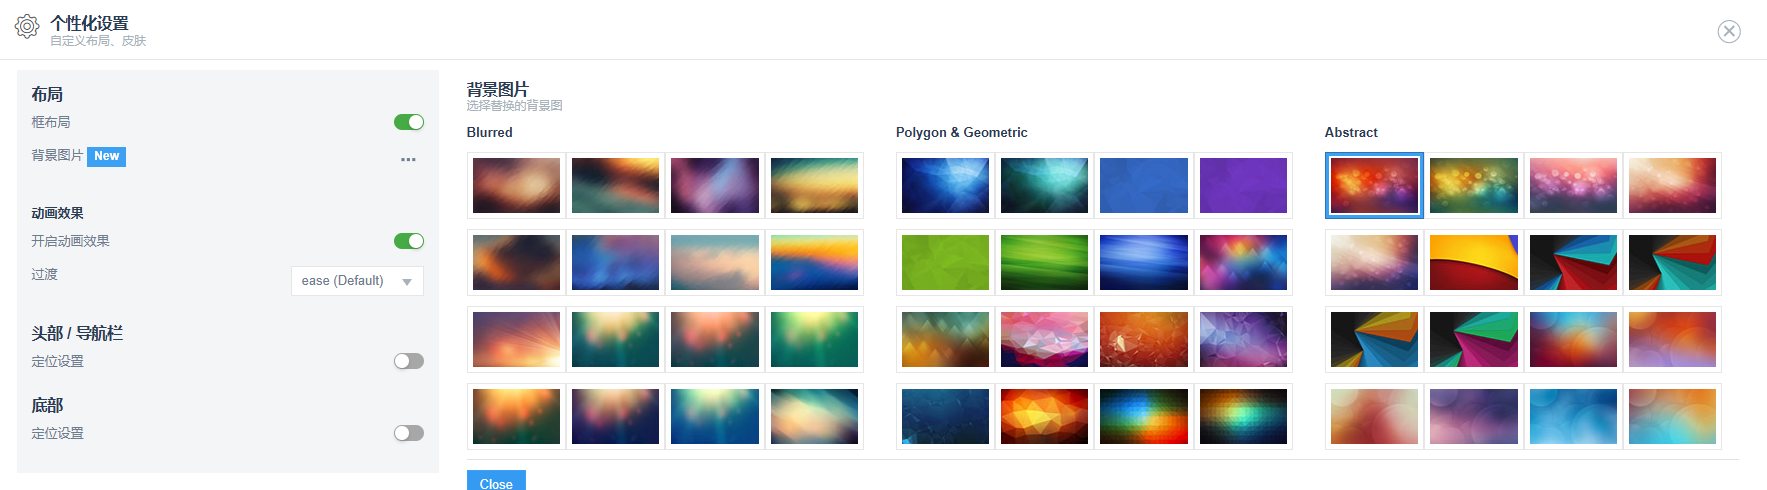 个性化设置
自定义布局、皮肤
布局
框布局
背景图片 New
动画效果
开启动画效果
过渡 ease (Default)
头部 / 导航栏
定位设置
底部
定位设置
背景图片
选择替换的背景图
Blurred
Polygon & Geometric
Abstract
Close